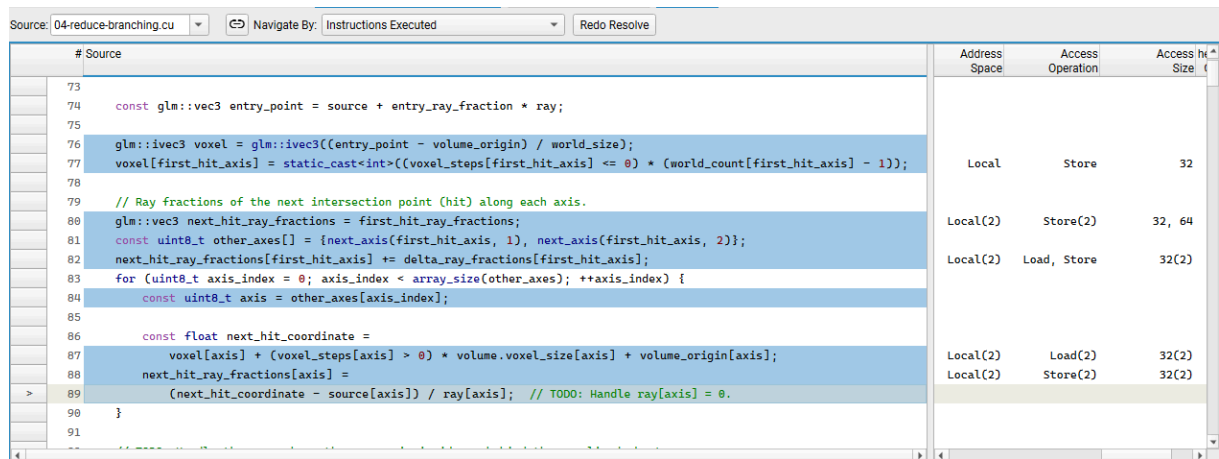 Source: 04-reduce-branching.cu Navigate By: Instructions Executed Redo Resolve
# Source Address Space Access Operation Access Size
73
74 const glm::vec3 entry_point = source + entry_ray_fraction * ray;
75
76 glm::ivec3 voxel = glm::ivec3((entry_point - volume_origin) / world_size);
77 voxel[first_hit_axis] = static_cast<int>((voxel_steps[first_hit_axis] <= 0) * (world_count[first_hit_axis] - 1)); Local Store 32
78
79 // Ray fractions of the next intersection point (hit) along each axis.
80 glm::vec3 next_hit_ray_fractions = first_hit_ray_fractions; Local(2) Store(2) 32, 64
81 const uint8_t other_axes[] = {next_axis(first_hit_axis, 1), next_axis(first_hit_axis, 2)};
82 next_hit_ray_fractions[first_hit_axis] += delta_ray_fractions[first_hit_axis]; Local(2) Load, Store 32(2)
83 for (uint8_t axis_index = 0; axis_index < array_size(other_axes); ++axis_index) {
84 const uint8_t axis = other_axes[axis_index];
85
86 const float next_hit_coordinate =
87 voxel[axis] + (voxel_steps[axis] > 0) * volume.voxel_size[axis] + volume_origin[axis]; Local(2) Load(2) 32(2)
88 next_hit_ray_fractions[axis] = Local(2) Store(2) 32(2)
> 89 (next_hit_coordinate - source[axis]) / ray[axis]; // TODO: Handle ray[axis] = 0.
90 }
91